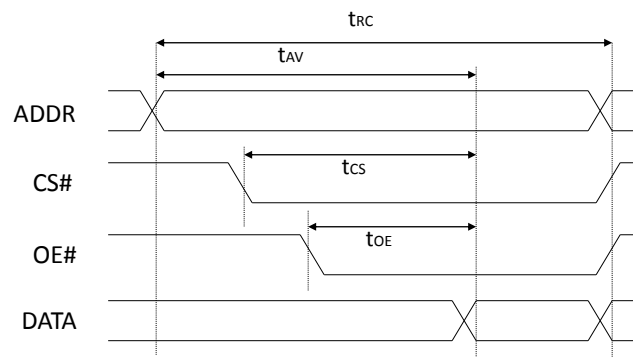 tRC
tAV
ADDR
tCS
CS#
tOE
OE#
DATA